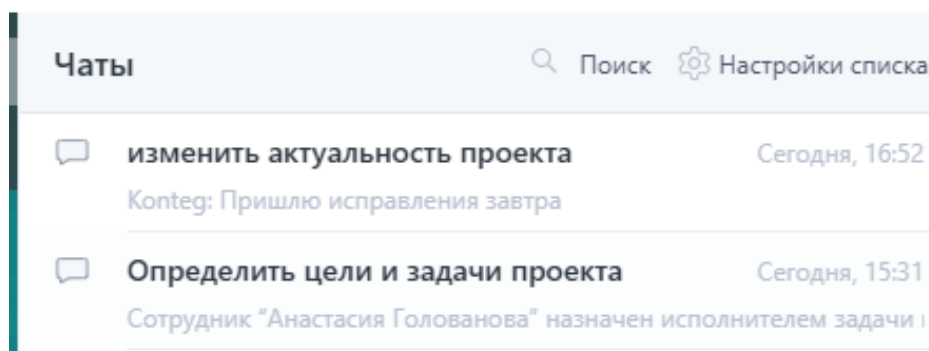 Чаты
Поиск
Настройки списка
изменить актуальность проекта
Сегодня, 16:52
Konteg: Пришлю исправления завтра
Определить цели и задачи проекта
Сегодня, 15:31
Сотрудник “Анастасия Голованова” назначен исполнителем задачи